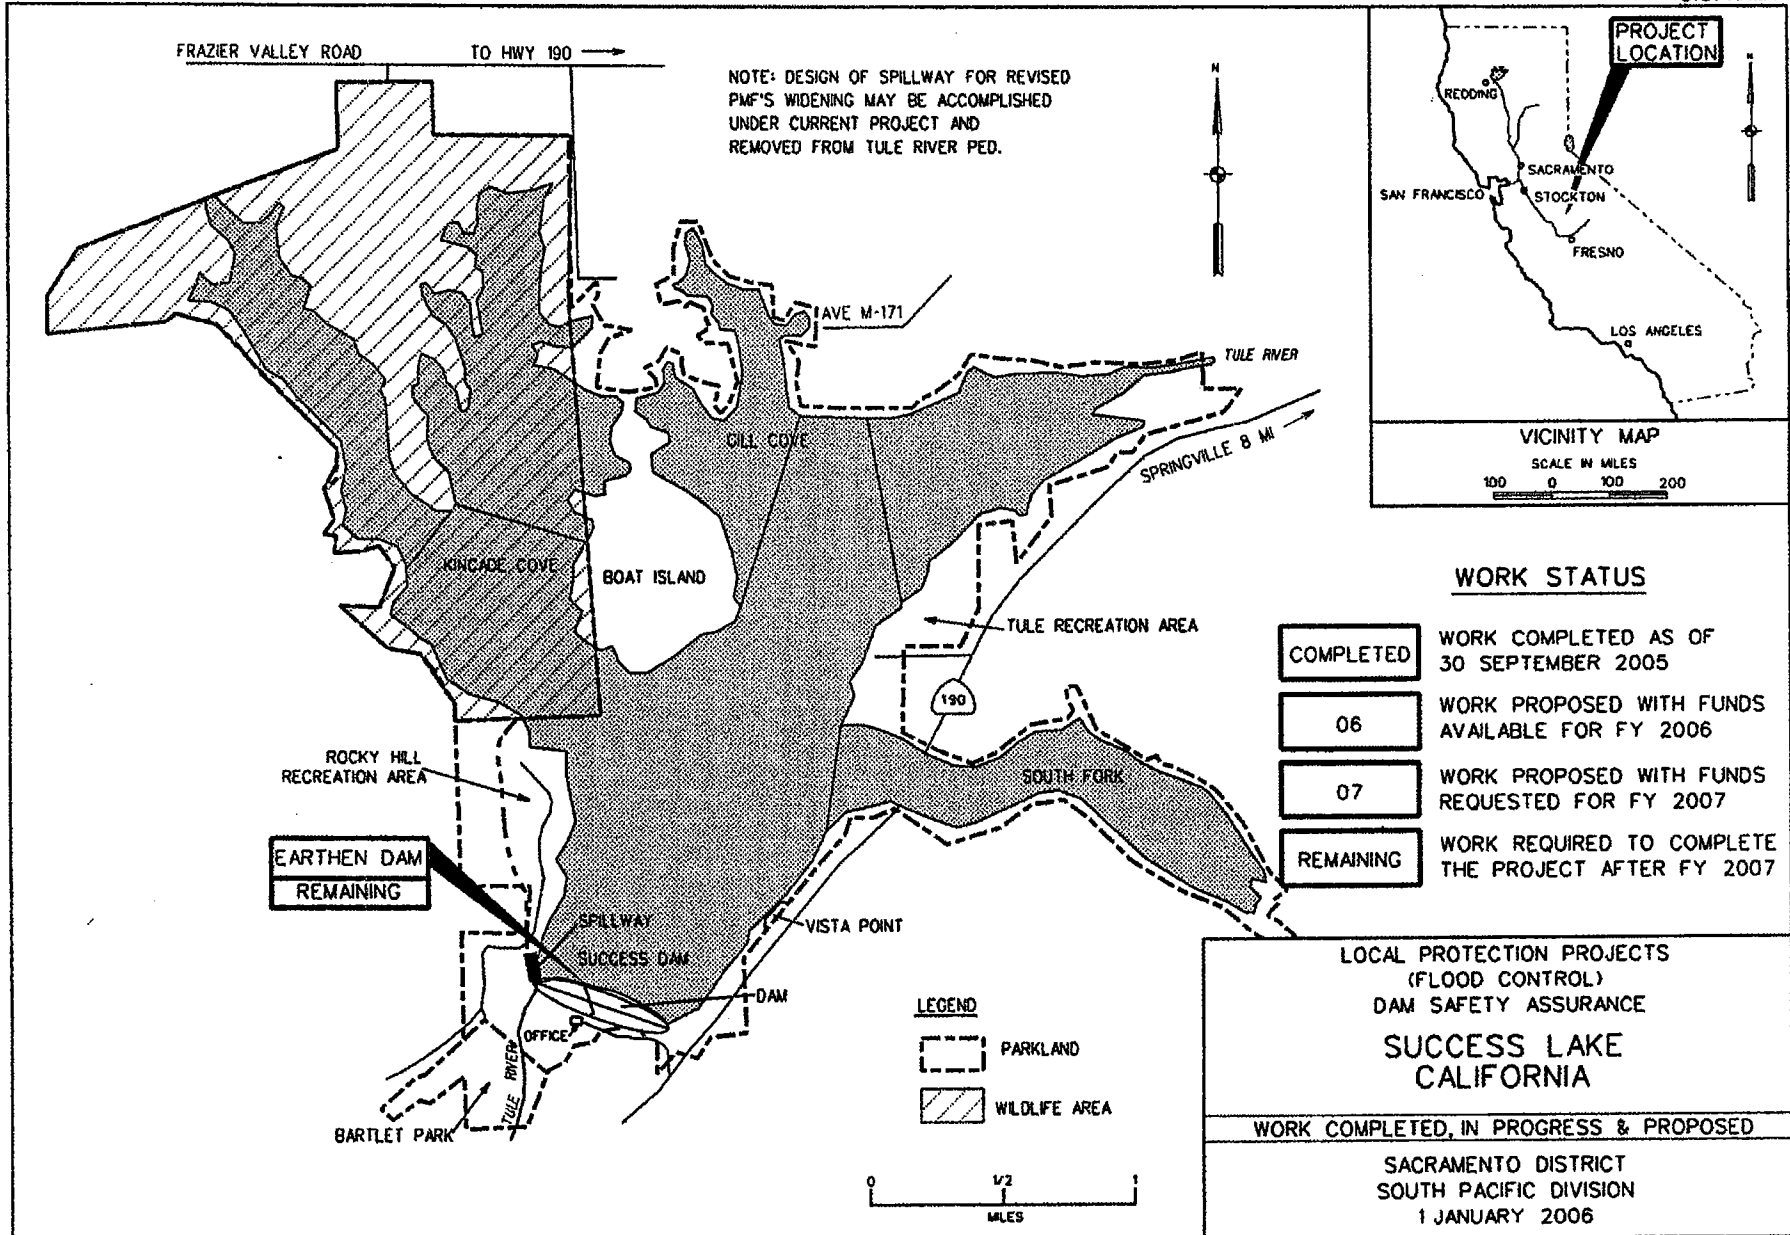 FRAZIER VALLEY ROAD
TO HWY 190
NOTE: DESIGN OF SPILLWAY FOR REVISED
PMF'S WIDENING MAY BE ACCOMPLISHED
UNDER CURRENT PROJECT AND
REMOVED FROM TULE RIVER PED.
N
PROJECT
LOCATION
N
REDDING
SACRAMENTO
SAN FRANCISCO
STOCKTON
FRESNO
LOS ANGELES
VICINITY MAP
SCALE IN MILES
100 0 100 200
AVE M-171
TULE RIVER
GILL COVE
SPRINGVILLE 8 MI
KINCADE COVE
BOAT ISLAND
TULE RECREATION AREA
190
ROCKY HILL
RECREATION AREA
SOUTH FORK
EARTHEN DAM
REMAINING
SPILLWAY
SUCCESS DAM
VISTA POINT
DAM
OFFICE
TULE RIVER
BARTLET PARK
LEGEND
PARKLAND
WILDLIFE AREA
0 1/2 1
MILES
WORK STATUS
COMPLETED
WORK COMPLETED AS OF
30 SEPTEMBER 2005
06
WORK PROPOSED WITH FUNDS
AVAILABLE FOR FY 2006
07
WORK PROPOSED WITH FUNDS
REQUESTED FOR FY 2007
REMAINING
WORK REQUIRED TO COMPLETE
THE PROJECT AFTER FY 2007
LOCAL PROTECTION PROJECTS
(FLOOD CONTROL)
DAM SAFETY ASSURANCE
SUCCESS LAKE
CALIFORNIA
WORK COMPLETED, IN PROGRESS & PROPOSED
SACRAMENTO DISTRICT
SOUTH PACIFIC DIVISION
1 JANUARY 2006